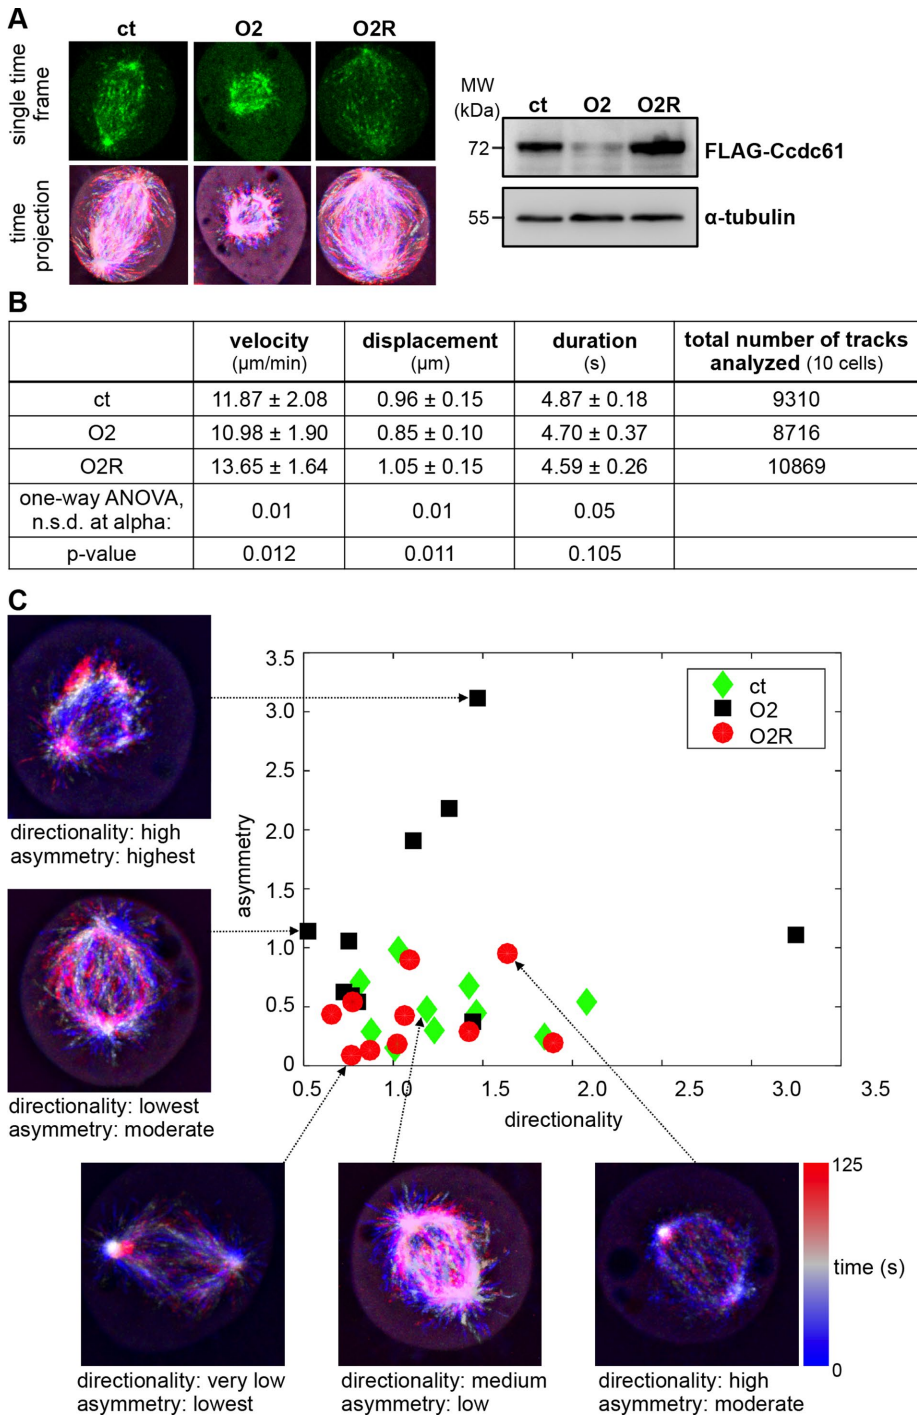 A
ct O2 O2R
single time
frame
time
projection
MW
(kDa)
ct O2 O2R
72
FLAG-Ccdc61
55
α-tubulin
B
velocity (µm/min) displacement (µm) duration (s) total number of tracks analyzed (10 cells)
ct 11.87 ± 2.08 0.96 ± 0.15 4.87 ± 0.18 9310
O2 10.98 ± 1.90 0.85 ± 0.10 4.70 ± 0.37 8716
O2R 13.65 ± 1.64 1.05 ± 0.15 4.59 ± 0.26 10869
one-way ANOVA, n.s.d. at alpha: 0.01 0.01 0.05
p-value 0.012 0.011 0.105
C
directionality: high
asymmetry: highest
directionality: lowest
asymmetry: moderate
asymmetry
3.5
3.0
2.5
2.0
1.5
1.0
0.5
0
ct
O2
O2R
0.5 1.0 1.5 2.0 3.0 3.5
directionality
directionality: very low
asymmetry: lowest
directionality: medium
asymmetry: low
directionality: high
asymmetry: moderate
125
time (s)
0